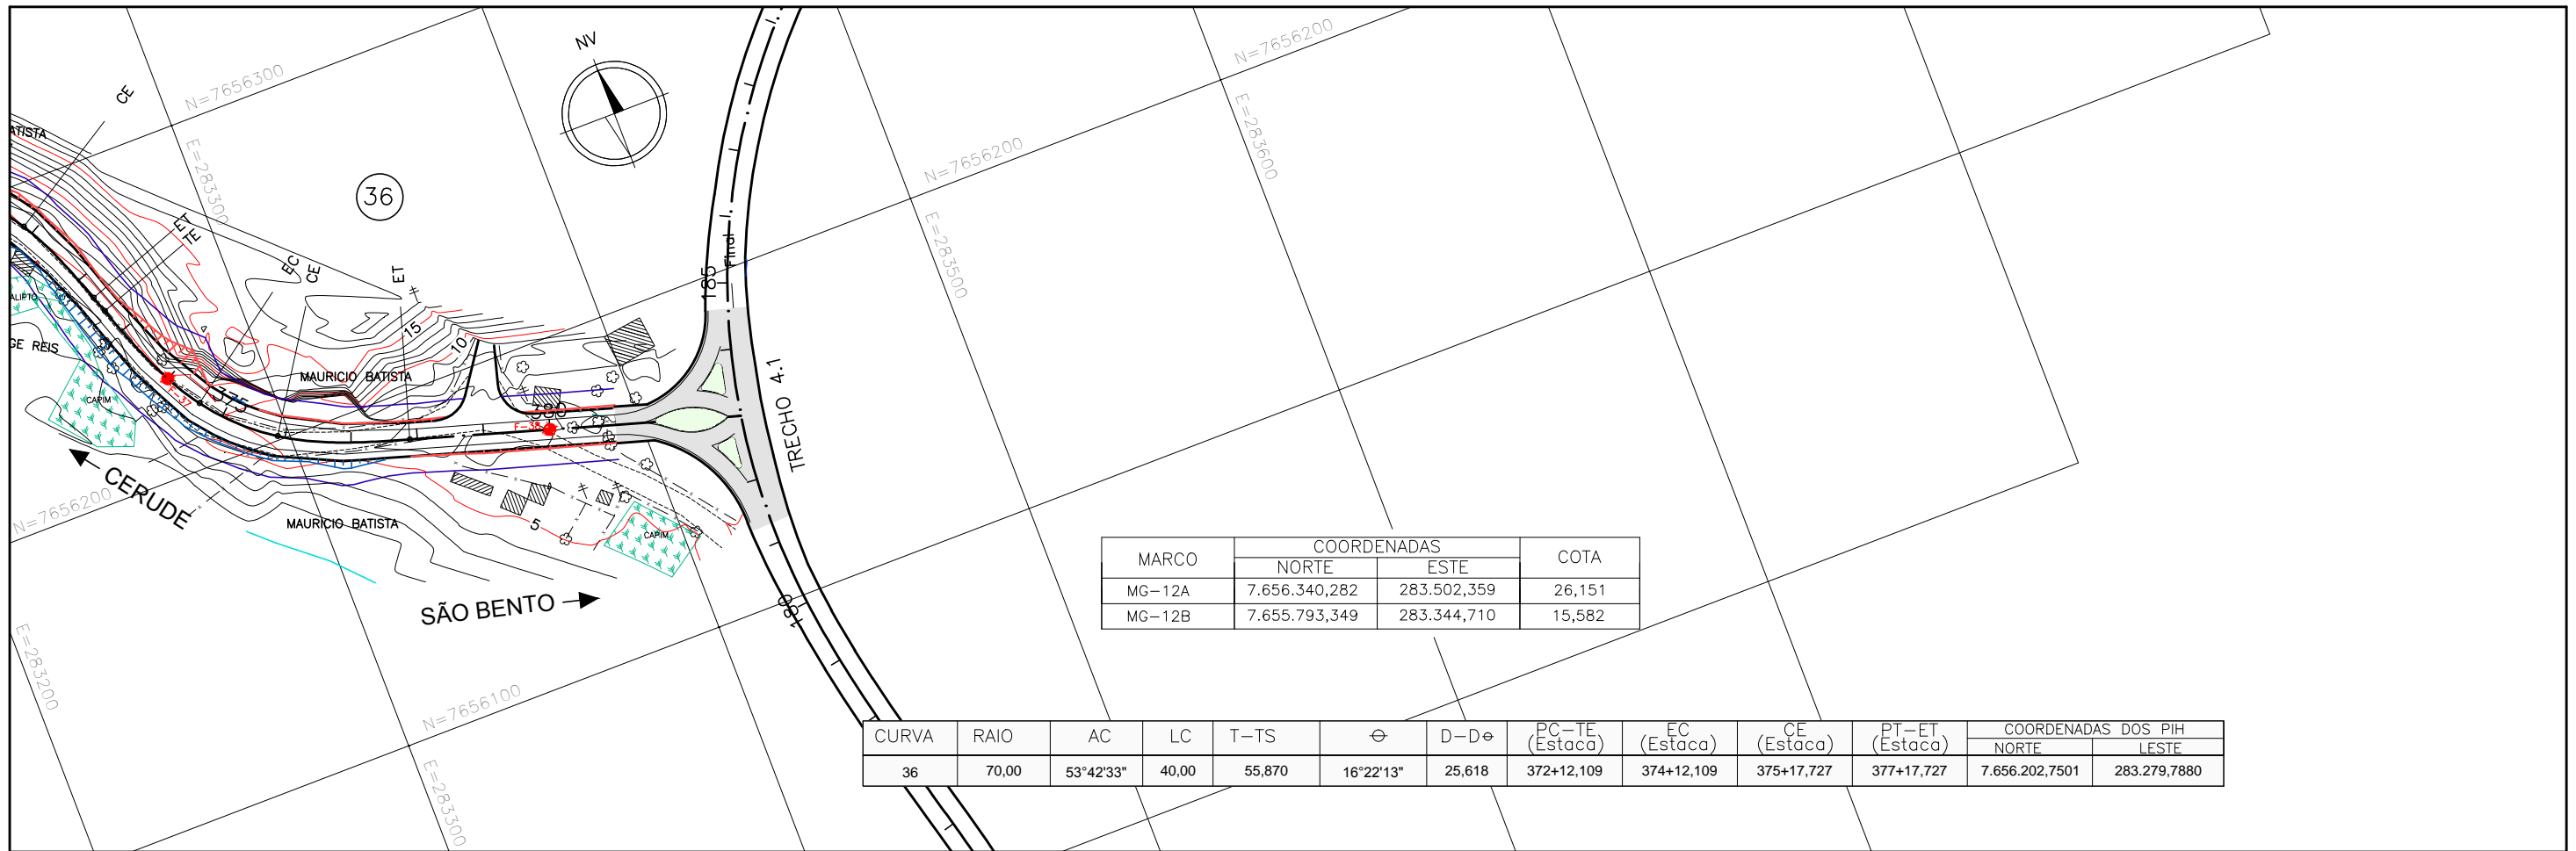 NV
N=7656300
N=7656200
CE
ATISTA
E=283300
36
E=283600
N=7656200
E=283500
ET
TE
EC
CE
ET
Final
185
ALIPTO
GE REIS
15
10
MAURICIO BATISTA
CAPIM
F-37
375
380
F-38
TRECHO 4.1
CERUDE
N=7656200
MAURICIO BATISTA
5
CAPIM
SÃO BENTO
180
E=283200
N=7656100
E=283300
MARCO COORDENADAS COTA
NORTE ESTE
MG-12A 7.656.340,282 283.502,359 26,151
MG-12B 7.655.793,349 283.344,710 15,582
CURVA RAIO AC LC T-TS ⊖ D-D⊖ PC-TE (Estaca) EC (Estaca) CE (Estaca) PT-ET (Estaca) COORDENADAS DOS PIH
NORTE LESTE
36 70,00 53°42'33" 40,00 55,870 16°22'13" 25,618 372+12,109 374+12,109 375+17,727 377+17,727 7.656.202,7501 283.279,7880